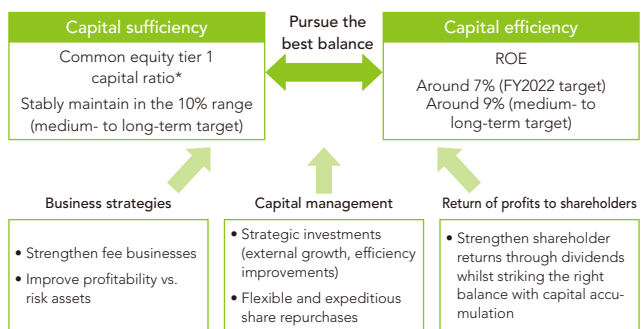 Capital sufficiency
Common equity tier 1
capital ratio*
Stably maintain in the 10% range
(medium- to long-term target)
Pursue the
best balance
Capital efficiency
ROE
Around 7% (FY2022 target)
Around 9% (medium- to
long-term target)
Business strategies
• Strengthen fee businesses
• Improve profitability vs.
risk assets
Capital management
• Strategic investments
(external growth, efficiency
improvements)
• Flexible and expeditious
share repurchases
Return of profits to shareholders
• Strengthen shareholder
returns through dividends
whilst striking the right
balance with capital accu-
mulation